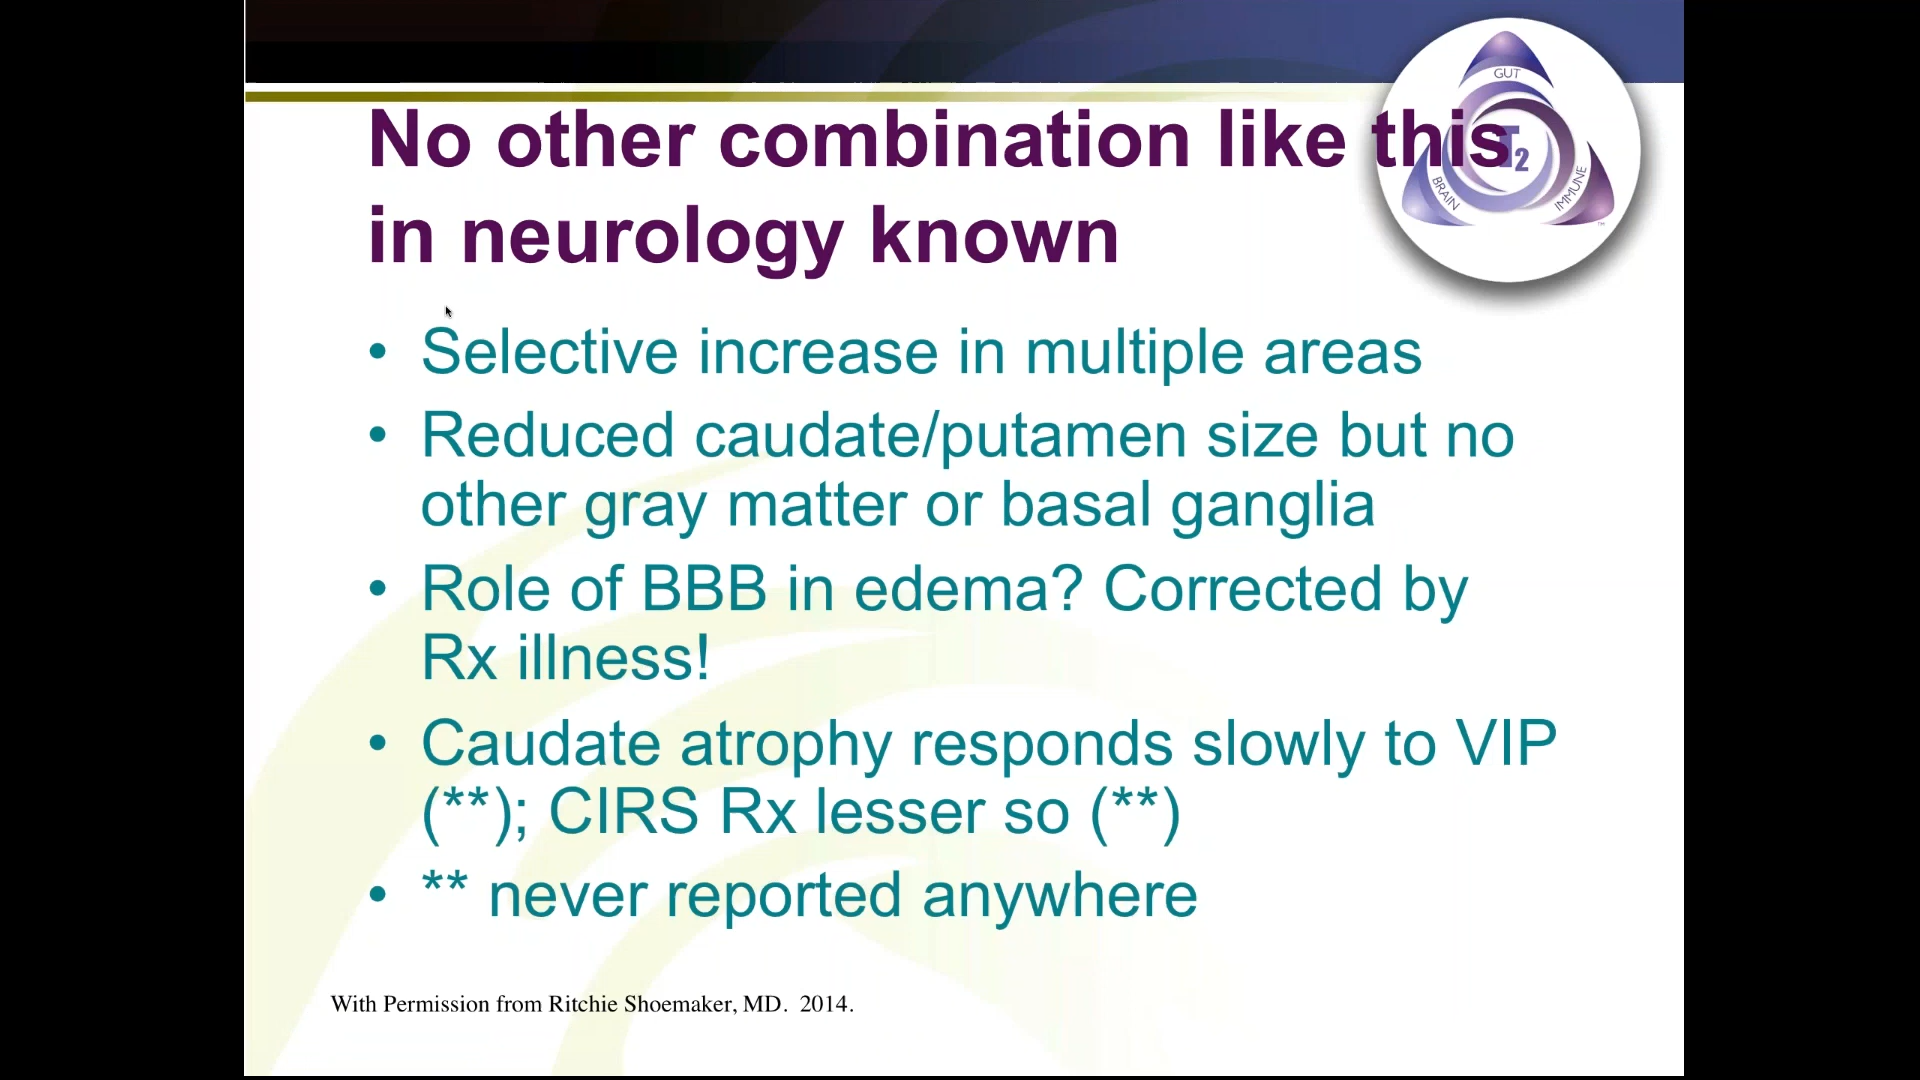 GUT
No other combination like this
T2
BRAIN
IMMUNE
™
in neurology known
• Selective increase in multiple areas
• Reduced caudate/putamen size but no
other gray matter or basal ganglia
• Role of BBB in edema? Corrected by
Rx illness!
• Caudate atrophy responds slowly to VIP
(**); CIRS Rx lesser so (**)
• ** never reported anywhere
With Permission from Ritchie Shoemaker, MD. 2014.